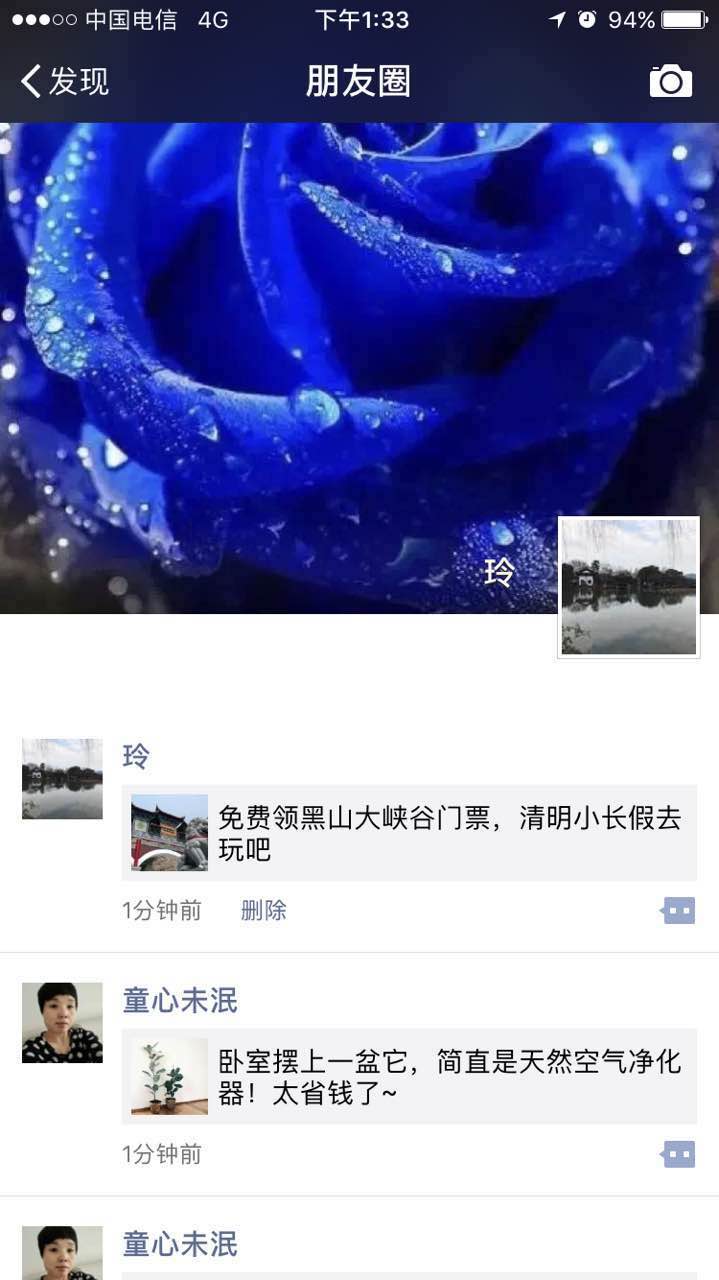 中国电信 4G 下午1:33 94%
发现 朋友圈
玲
玲
免费领黑山大峡谷门票，清明小长假去
玩吧
1分钟前 删除
童心未泯
卧室摆上一盆它，简直是天然空气净化
器！太省钱了~
1分钟前
童心未泯